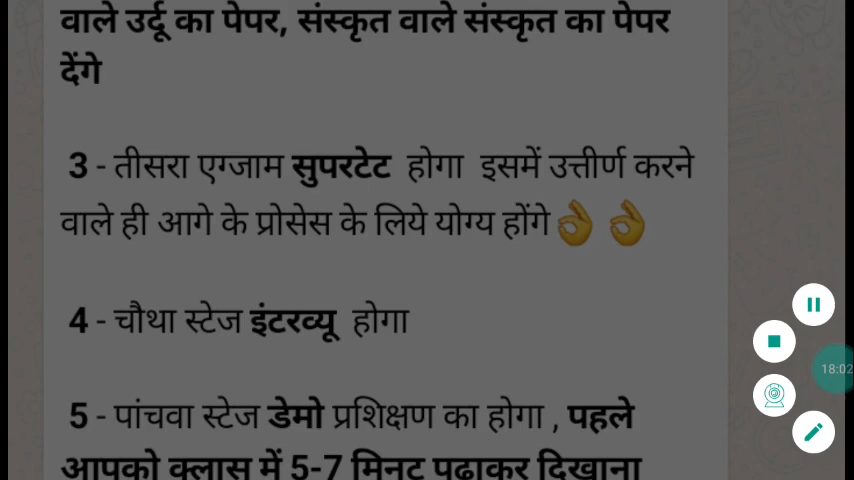 वाले उर्दू का पेपर, संस्कृत वाले संस्कृत का पेपर
देंगे
3 - तीसरा एग्जाम सुपरटेट होगा इसमें उत्तीर्ण करने
वाले ही आगे के प्रोसेस के लिये योग्य होंगे👌👌
4 - चौथा स्टेज इंटरव्यू होगा
5 - पांचवा स्टेज डेमो प्रशिक्षण का होगा , पहले
आपको क्लास में 5-7 मिनट पढाकर दिखाना
18:02